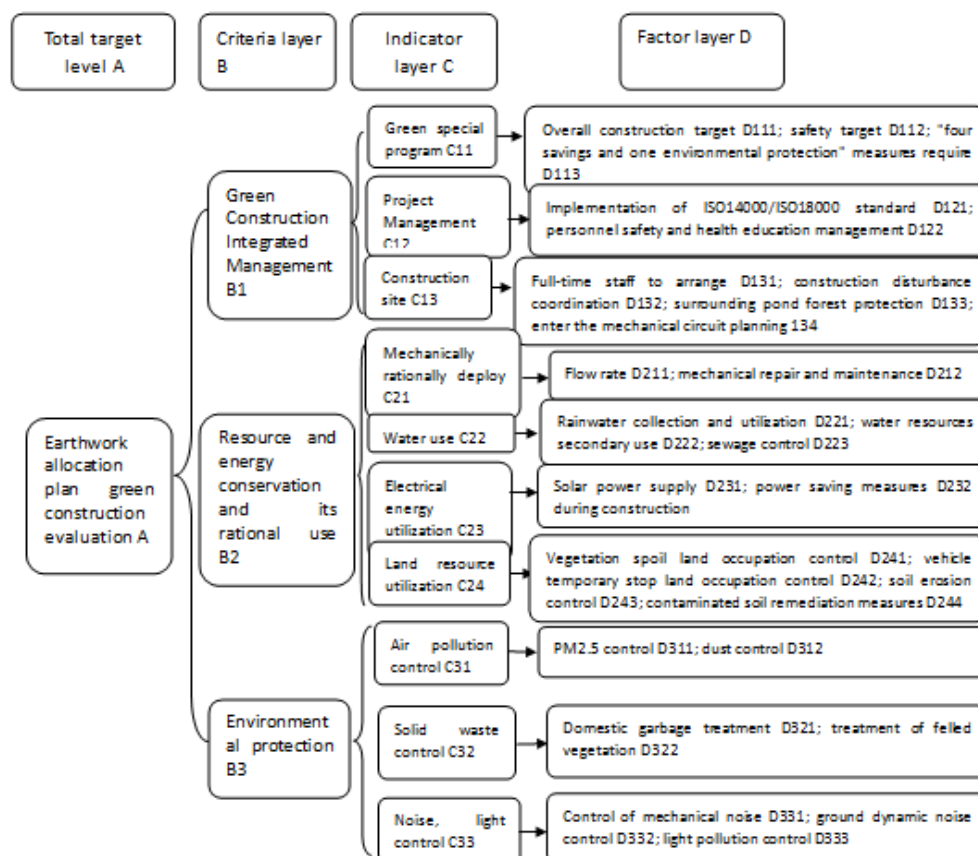 Total target
level A
Criteria layer
B
Indicator
layer C
Factor layer D
Earthwork
allocation
plan green
construction
evaluation A
Green
Construction
Integrated
Management
B1
Green special
program C11
Overall construction target D111; safety target D112; "four
savings and one environmental protection" measures require
D113
Project
Management
C12
Implementation of ISO14000/ISO18000 standard D121;
personnel safety and health education management D122
Construction
site C13
Full-time staff to arrange D131; construction disturbance
coordination D132; surrounding pond forest protection D133;
enter the mechanical circuit planning 134
Resource and
energy
conservation
and its
rational use
B2
Mechanically
rationally deploy
C21
Flow rate D211; mechanical repair and maintenance D212
Water use C22
Rainwater collection and utilization D221; water resources
secondary use D222; sewage control D223
Electrical
energy
utilization C23
Solar power supply D231; power saving measures D232
during construction
Land resource
utilization C24
Vegetation spoil land occupation control D241; vehicle
temporary stop land occupation control D242; soil erosion
control D243; contaminated soil remediation measures D244
Environment
al protection
B3
Air pollution
control C31
PM2.5 control D311; dust control D312
Solid waste
control C32
Domestic garbage treatment D321; treatment of felled
vegetation D322
Noise, light
control C33
Control of mechanical noise D331; ground dynamic noise
control D332; light pollution control D333